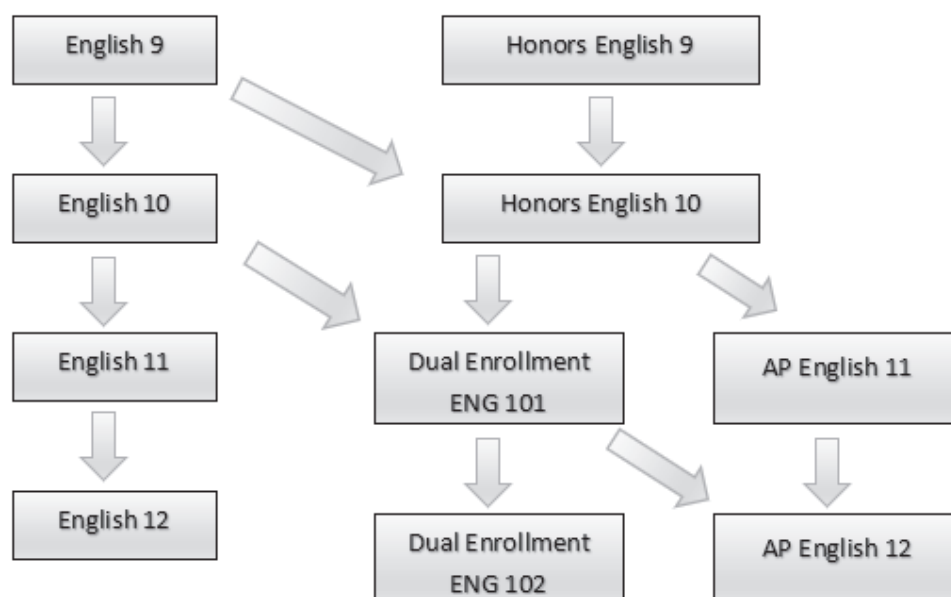 English 9
Honors English 9
English 10
Honors English 10
English 11
Dual Enrollment
ENG 101
AP English 11
English 12
Dual Enrollment
ENG 102
AP English 12